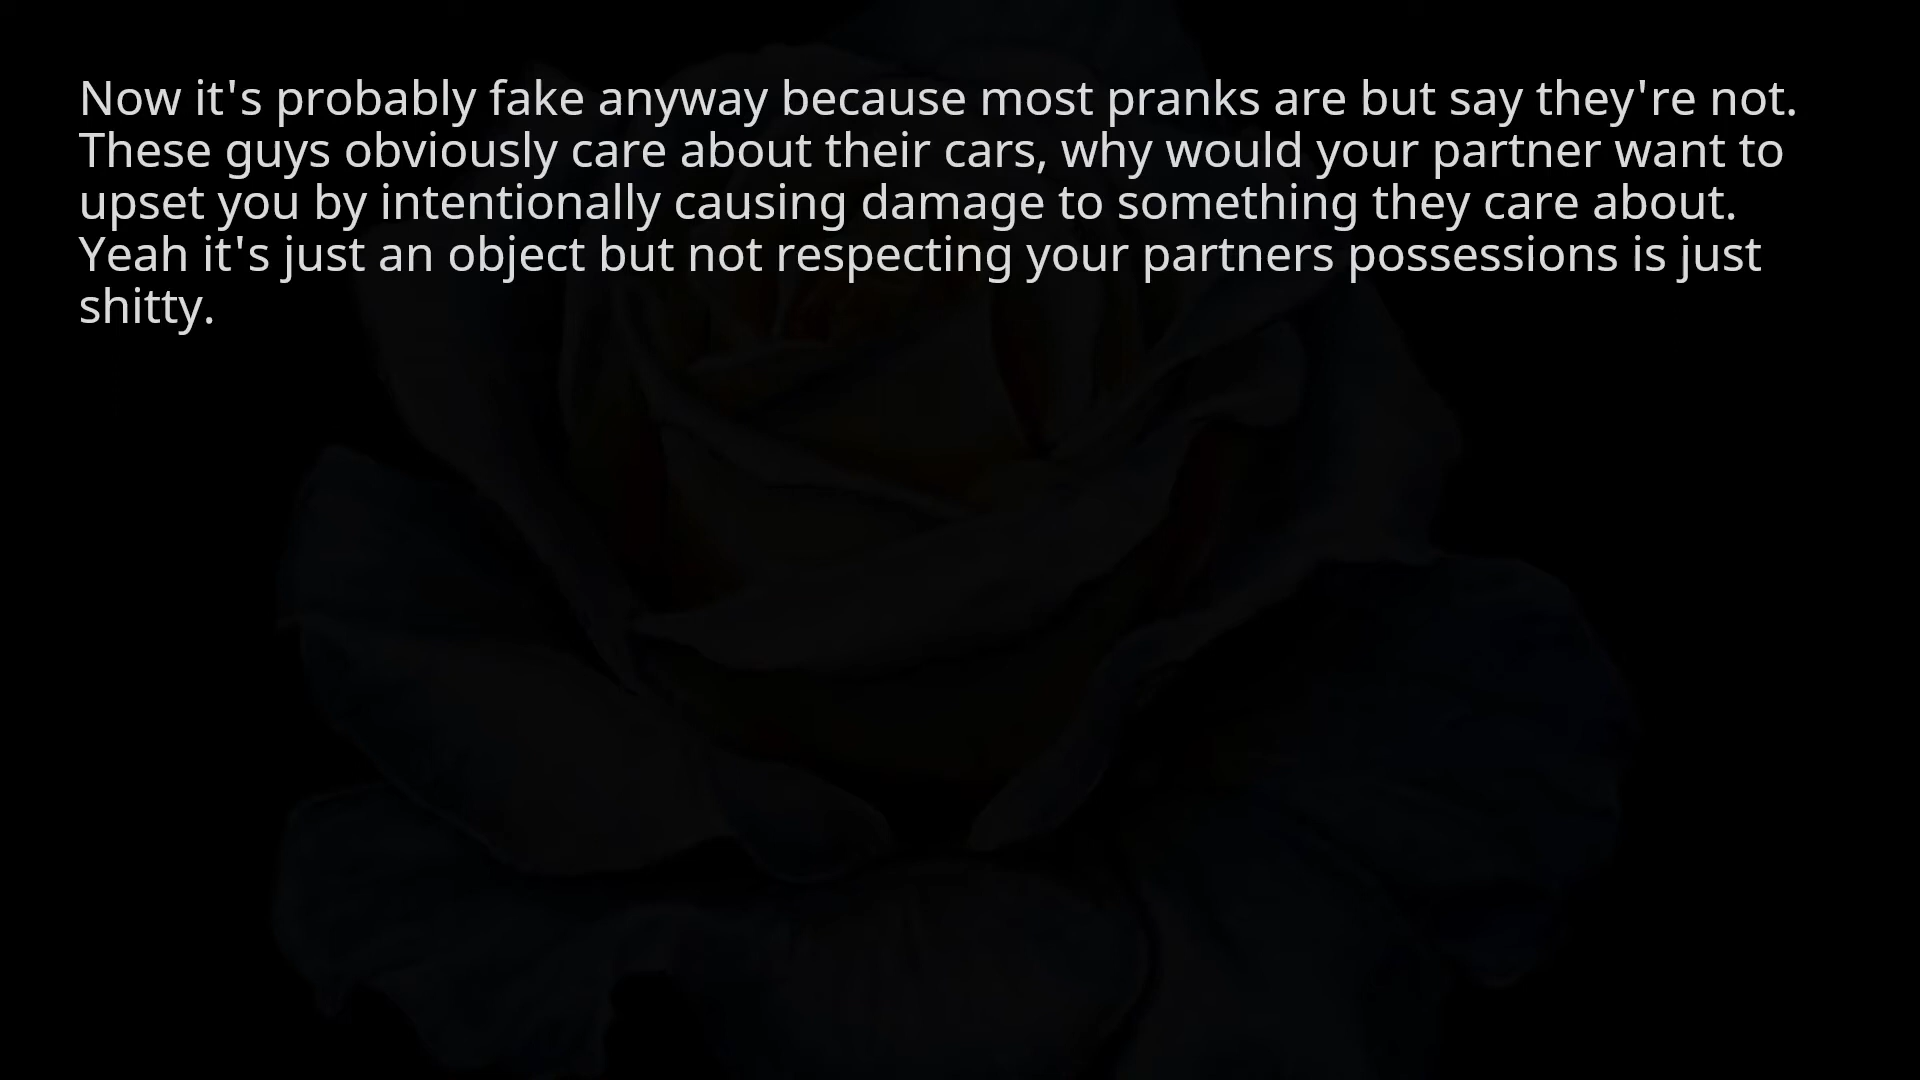 Now it's probably fake anyway because most pranks are but say they're not.
These guys obviously care about their cars, why would your partner want to
upset you by intentionally causing damage to something they care about.
Yeah it's just an object but not respecting your partners possessions is just
shitty.